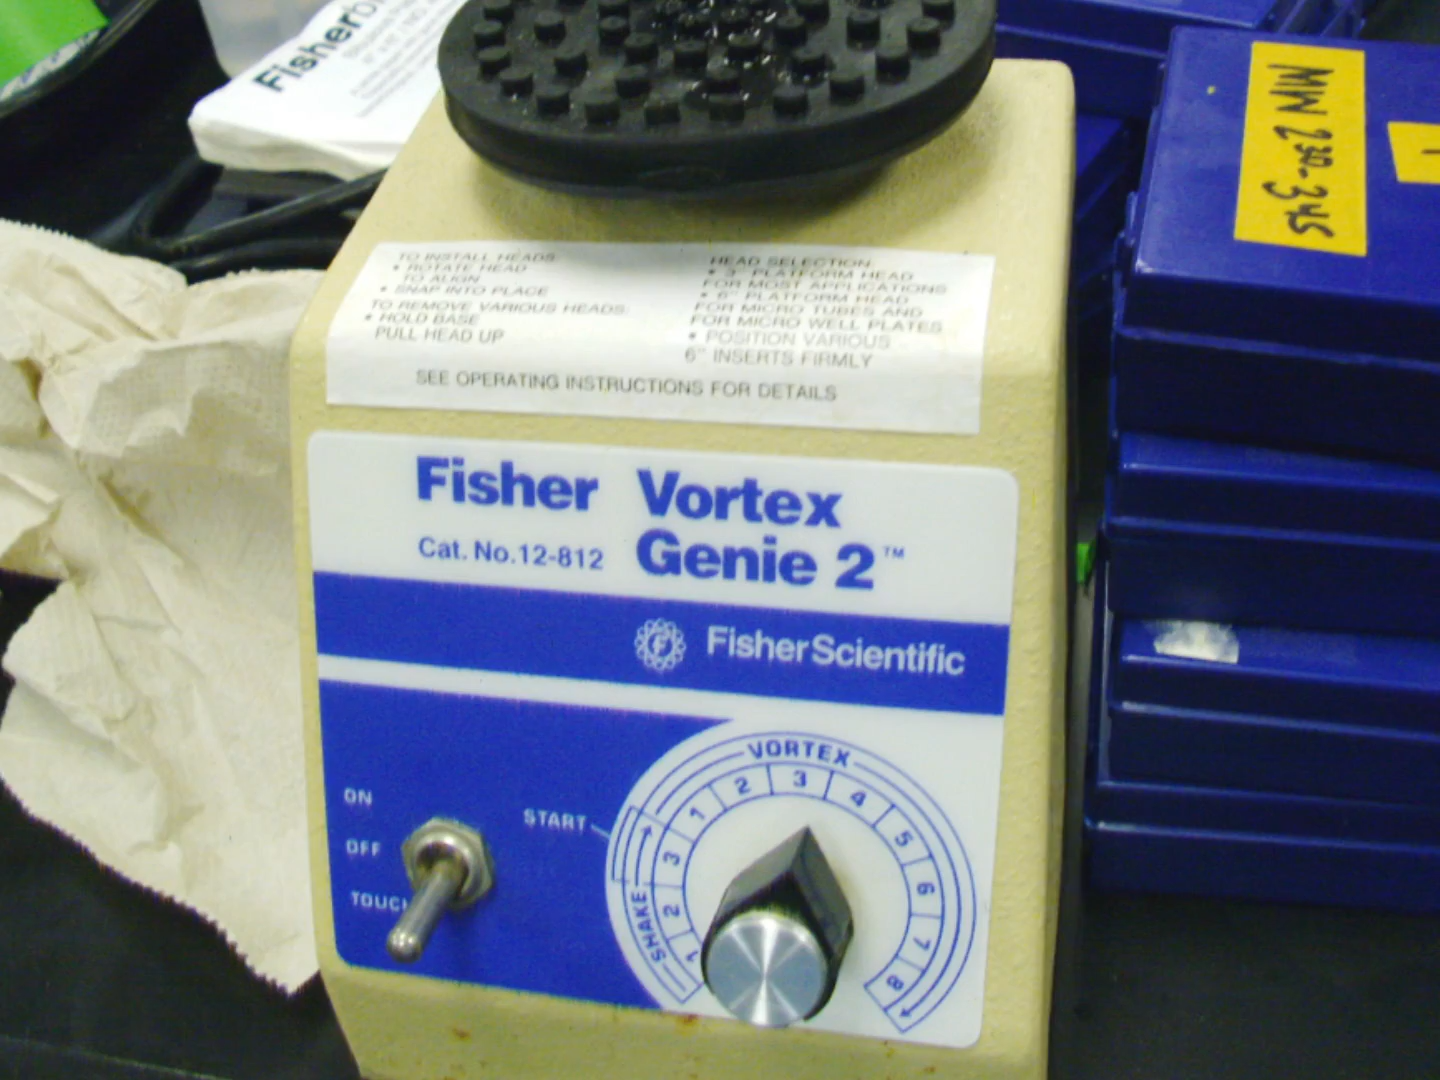 Fisher
TO INSTALL HEADS
• ROTATE HEAD
TO ALIGN
• SNAP INTO PLACE
TO REMOVE VARIOUS HEADS:
• HOLD BASE
PULL HEAD UP
HEAD SELECTION:
• 3" PLATFORM HEAD
FOR MOST APPLICATIONS
• 6" PLATFORM HEAD
FOR MICRO TUBES AND
FOR MICRO WELL PLATES
• POSITION VARIOUS
6" INSERTS FIRMLY
SEE OPERATING INSTRUCTIONS FOR DETAILS
Fisher Vortex
Cat. No.12-812 Genie 2™
F
Fisher Scientific
ON
OFF
TOUCH
START
VORTEX
1 2 3 4 5 6 7 8
SHAKE
1 2 3
MW 230-345
1